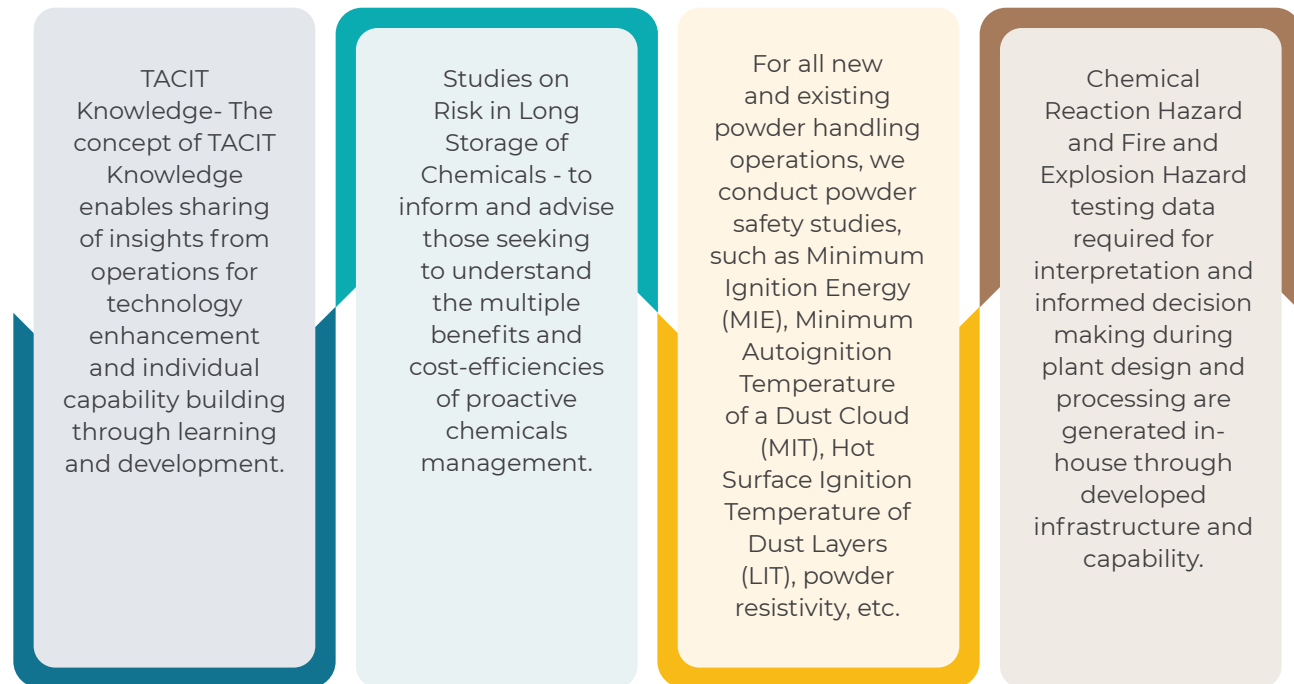 TACIT
Knowledge- The
concept of TACIT
Knowledge
enables sharing
of insights from
operations for
technology
enhancement
and individual
capability building
through learning
and development.
Studies on
Risk in Long
Storage of
Chemicals - to
inform and advise
those seeking
to understand
the multiple
benefits and
cost-efficiencies
of proactive
chemicals
management.
For all new
and existing
powder handling
operations, we
conduct powder
safety studies,
such as Minimum
Ignition Energy
(MIE), Minimum
Autoignition
Temperature
of a Dust Cloud
(MIT), Hot
Surface Ignition
Temperature of
Dust Layers
(LIT), powder
resistivity, etc.
Chemical
Reaction Hazard
and Fire and
Explosion Hazard
testing data
required for
interpretation and
informed decision
making during
plant design and
processing are
generated in-
house through
developed
infrastructure and
capability.